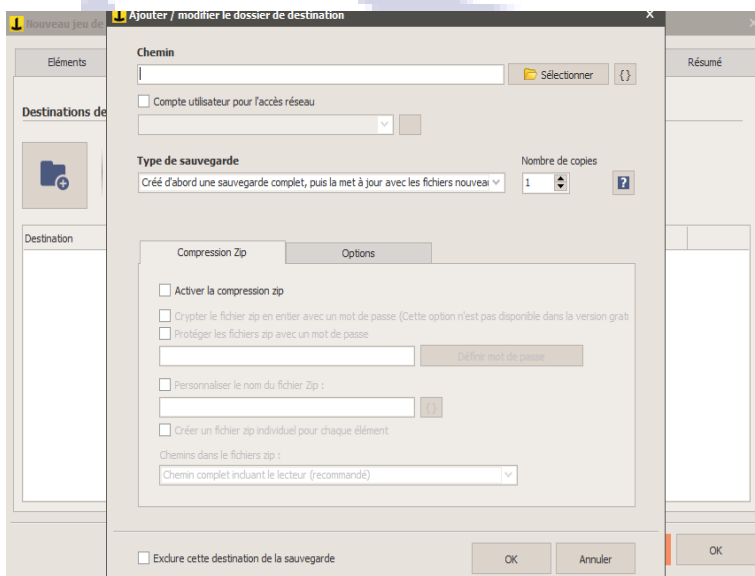 Nouveau jeu de
Ajouter / modifier le dossier de destination
Eléments
Résumé
Destinations de
Destination
OK
Chemin
Sélectionner
{}
Compte utilisateur pour l'accès réseau
Type de sauvegarde
Nombre de copies
Créé d'abord une sauvegarde complet, puis la met à jour avec les fichiers nouveau
1
?
Compression Zip
Options
Activer la compression zip
Crypter le fichier zip en entier avec un mot de passe (Cette option n'est pas disponible dans la version grati
Protéger les fichiers zip avec un mot de passe
Définir mot de passe
Personnaliser le nom du fichier Zip :
{}
Créer un fichier zip individuel pour chaque élément
Chemins dans le fichiers zip :
Chemin complet incluant le lecteur (recommandé)
Exclure cette destination de la sauvegarde
OK
Annuler